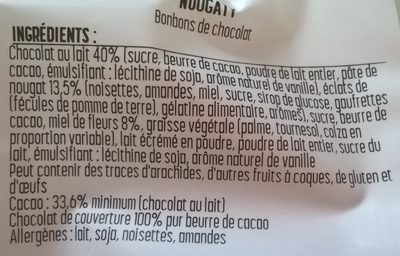 NOUGATY
Bonbons de chocolat
INGRÉDIENTS :
Chocolat au lait 40% (sucre, beurre de cacao, poudre de lait entier, pâte de
cacao, émulsifiant : lécithine de soja, arôme naturel de vanille), éclats de
nougat 13,5% (noisettes, amandes, miel, sucre, sirop de glucose, gaufrettes
(fécules de pomme de terre), gélatine alimentaire, arômes), sucre, beurre de
cacao, miel de fleurs 8%, graisse végétale (palme, tournesol, colza en
proportion variable), lait écrémé en poudre, poudre de lait entier, sucre du
lait, émulsifiant : lécithine de soja, arôme naturel de vanille
Peut contenir des traces d'arachides, d'autres fruits à coques, de gluten et
d'œufs
Cacao : 33,6% minimum (chocolat au lait)
Chocolat de couverture 100% pur beurre de cacao
Allergènes : lait, soja, noisettes, amandes